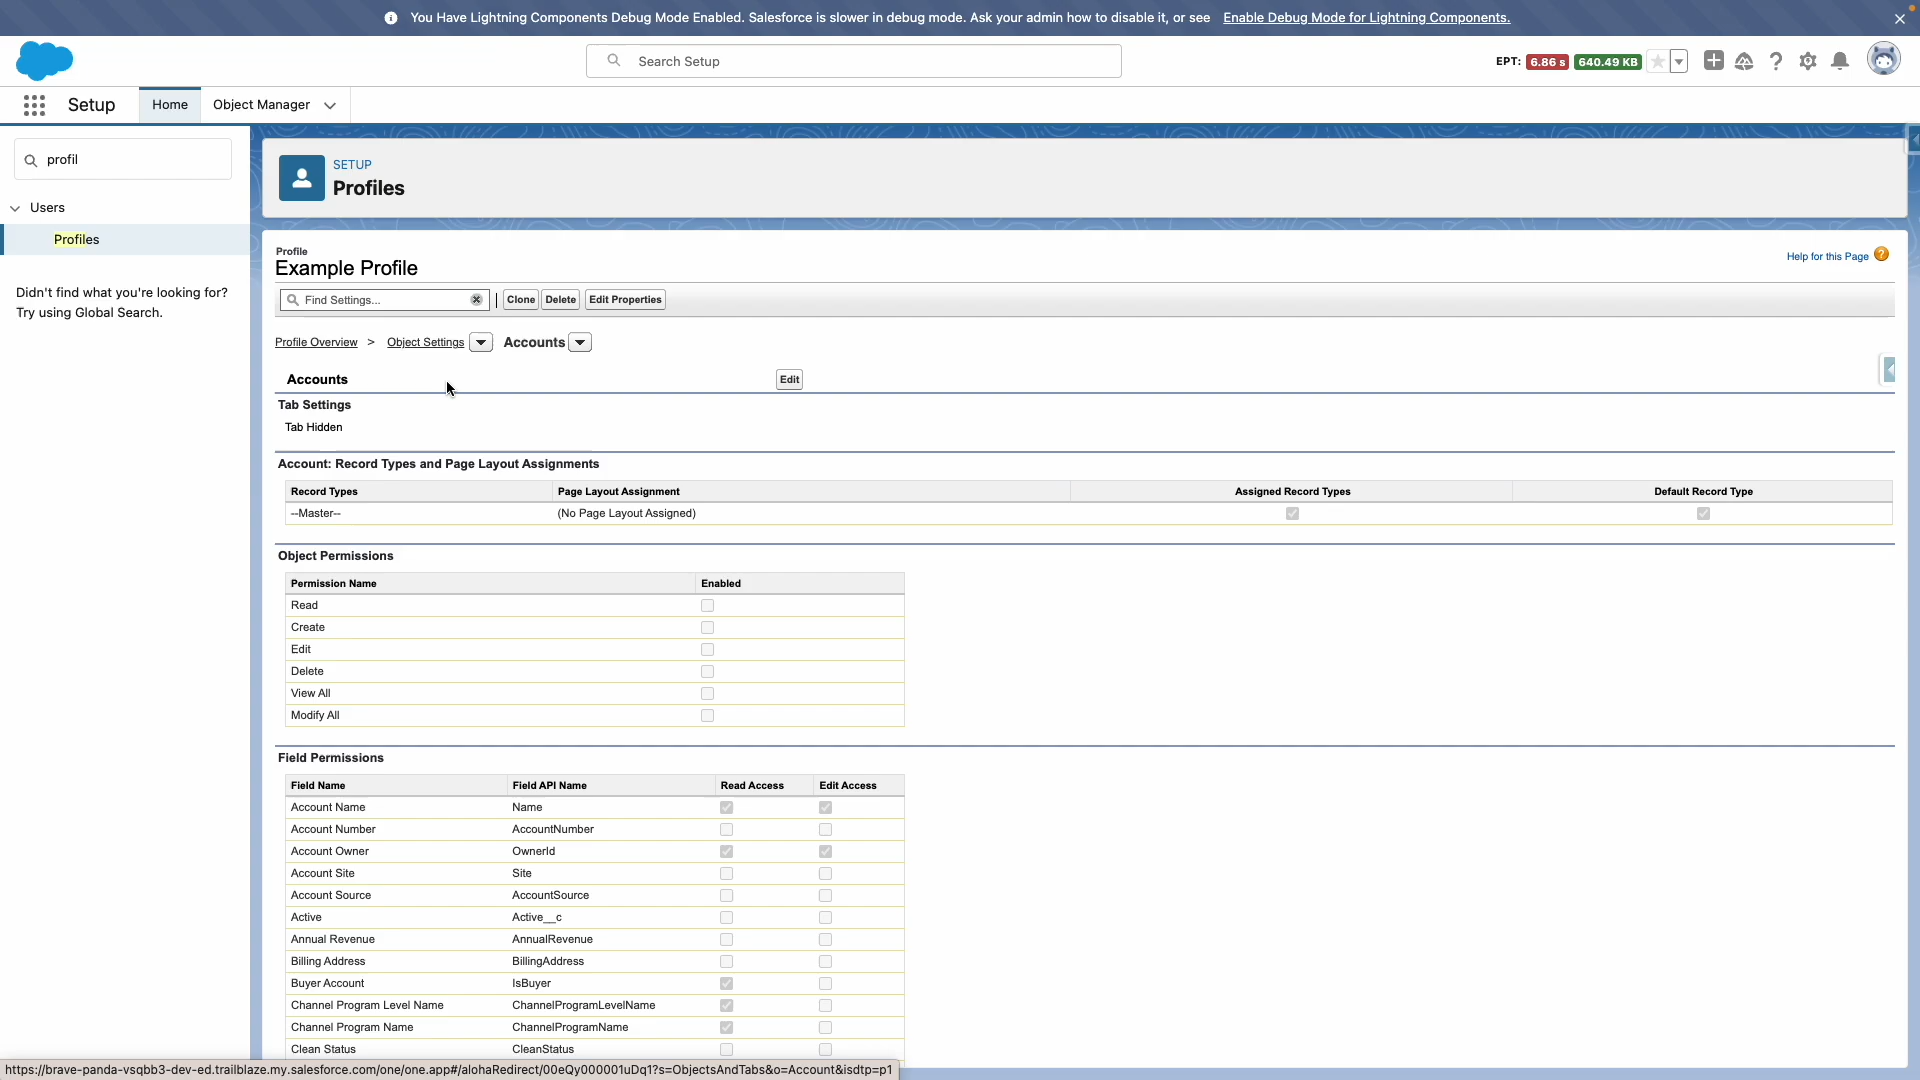 You Have Lightning Components Debug Mode Enabled. Salesforce is slower in debug mode. Ask your admin how to disable it, or see Enable Debug Mode for Lightning Components.
Search Setup
EPT: 6.86 s 640.49 KB
Setup Home Object Manager
profil
Users
Profiles
Didn't find what you're looking for?
Try using Global Search.
SETUP
Profiles
Profile
Example Profile
Help for this Page ?
Find Settings... | Clone Delete Edit Properties
Profile Overview > Object Settings Accounts
Accounts Edit
Tab Settings
Tab Hidden
Account: Record Types and Page Layout Assignments
Record Types Page Layout Assignment Assigned Record Types Default Record Type
--Master-- (No Page Layout Assigned)
Object Permissions
Permission Name Enabled
Read
Create
Edit
Delete
View All
Modify All
Field Permissions
Field Name Field API Name Read Access Edit Access
Account Name Name
Account Number AccountNumber
Account Owner OwnerId
Account Site Site
Account Source AccountSource
Active Active__c
Annual Revenue AnnualRevenue
Billing Address BillingAddress
Buyer Account IsBuyer
Channel Program Level Name ChannelProgramLevelName
Channel Program Name ChannelProgramName
Clean Status CleanStatus
https://brave-panda-vsqbb3-dev-ed.trailblaze.my.salesforce.com/one/one.app#/alohaRedirect/00eQy000001uDq1?s=ObjectsAndTabs&o=Account&isdtp=p1